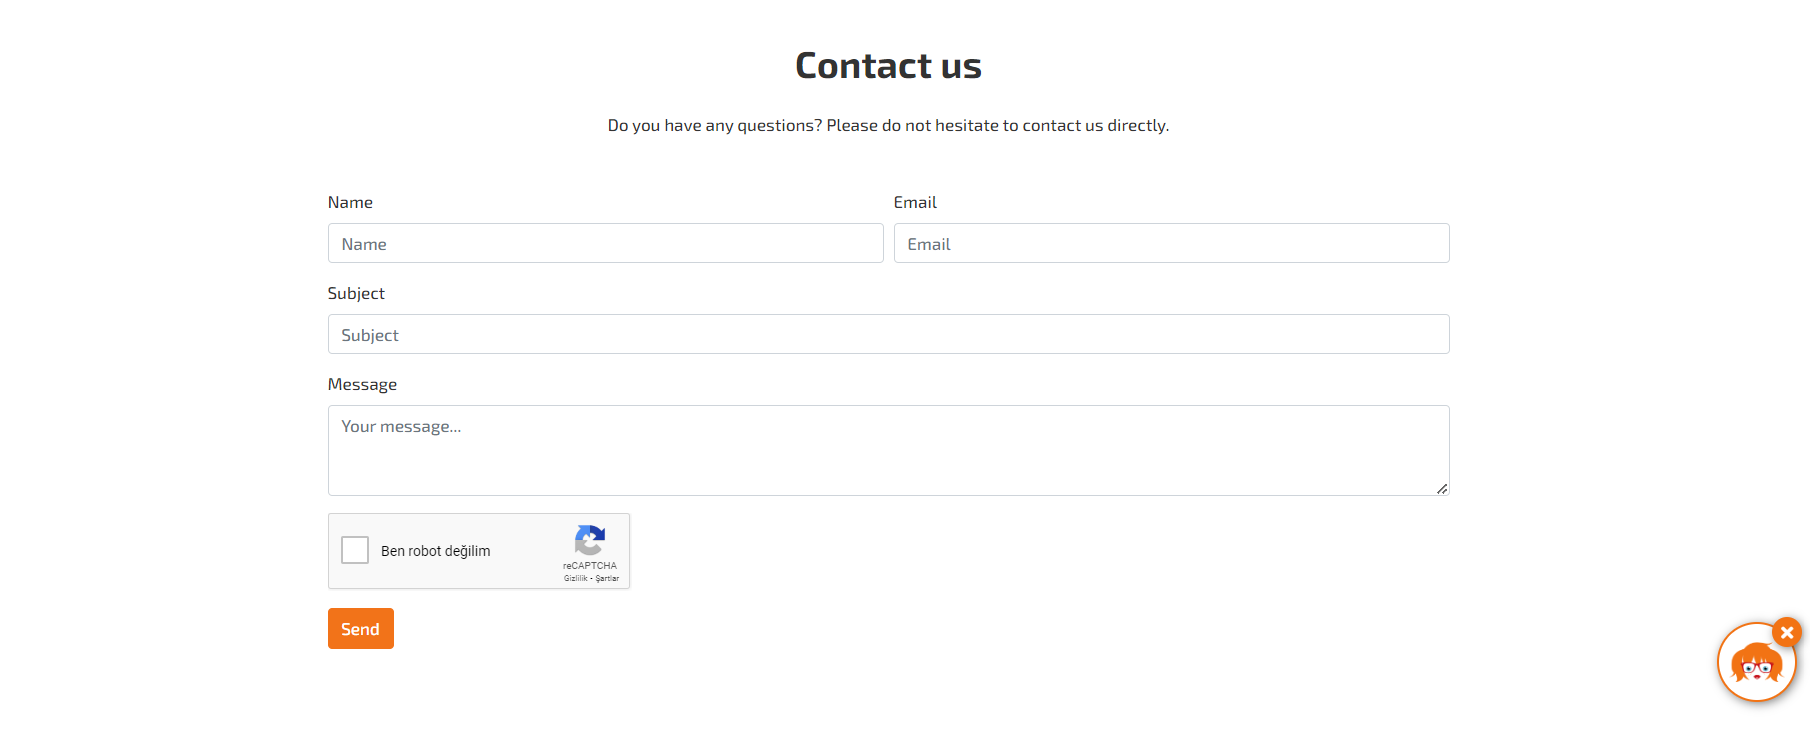 Contact us
Do you have any questions? Please do not hesitate to contact us directly.
Name
Email
Name
Email
Subject
Subject
Message
Your message...
Ben robot değilim
reCAPTCHA
Gizlilik - Şartlar
Send